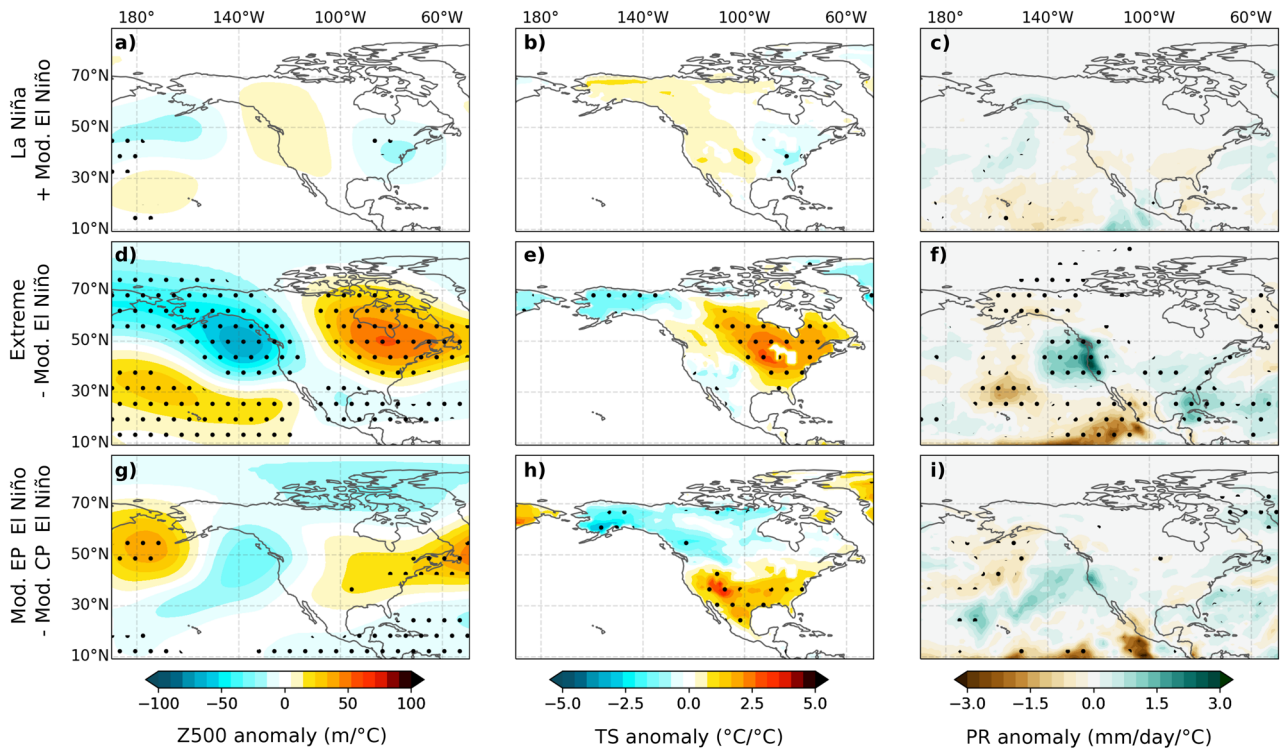 180° 140°W 100°W 60°W 180° 140°W 100°W 60°W 180° 140°W 100°W 60°W
La Niña
+ Mod. El Niño
a) b) c)
70°N
50°N
30°N
10°N
Extreme
- Mod. El Niño
d) e) f)
70°N
50°N
30°N
10°N
Mod. EP El Niño
- Mod. CP El Niño
g) h) i)
70°N
50°N
30°N
10°N
−100 −50 0 50 100 −5.0 −2.5 0.0 2.5 5.0 −3.0 −1.5 0.0 1.5 3.0
Z500 anomaly (m/°C) TS anomaly (°C/°C) PR anomaly (mm/day/°C)